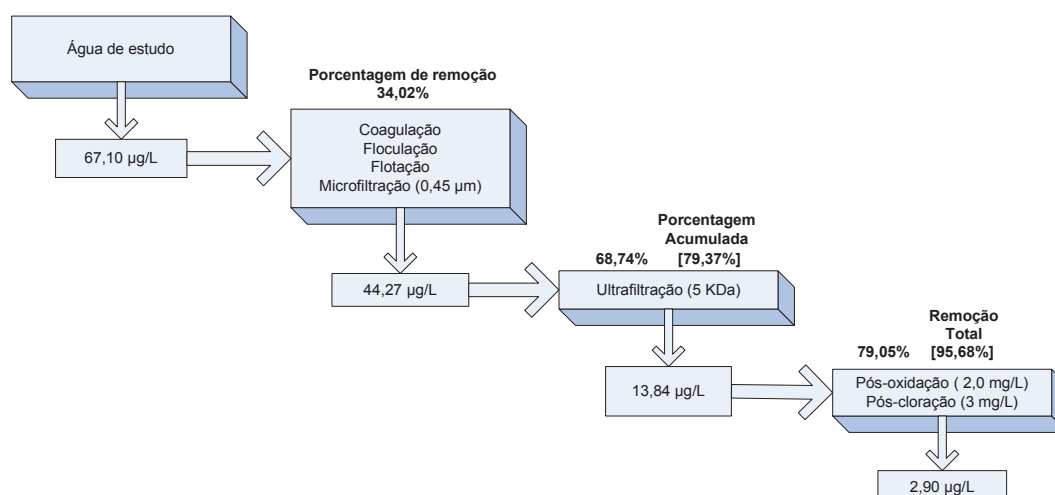 Água de estudo
67,10 µg/L
Porcentagem de remoção
34,02%
Coagulação
Floculação
Flotação
Microfiltração (0,45 µm)
44,27 µg/L
Porcentagem
Acumulada
68,74% [79,37%]
Ultrafiltração (5 KDa)
13,84 µg/L
Remoção
Total
79,05% [95,68%]
Pós-oxidação ( 2,0 mg/L)
Pós-cloração (3 mg/L)
2,90 µg/L